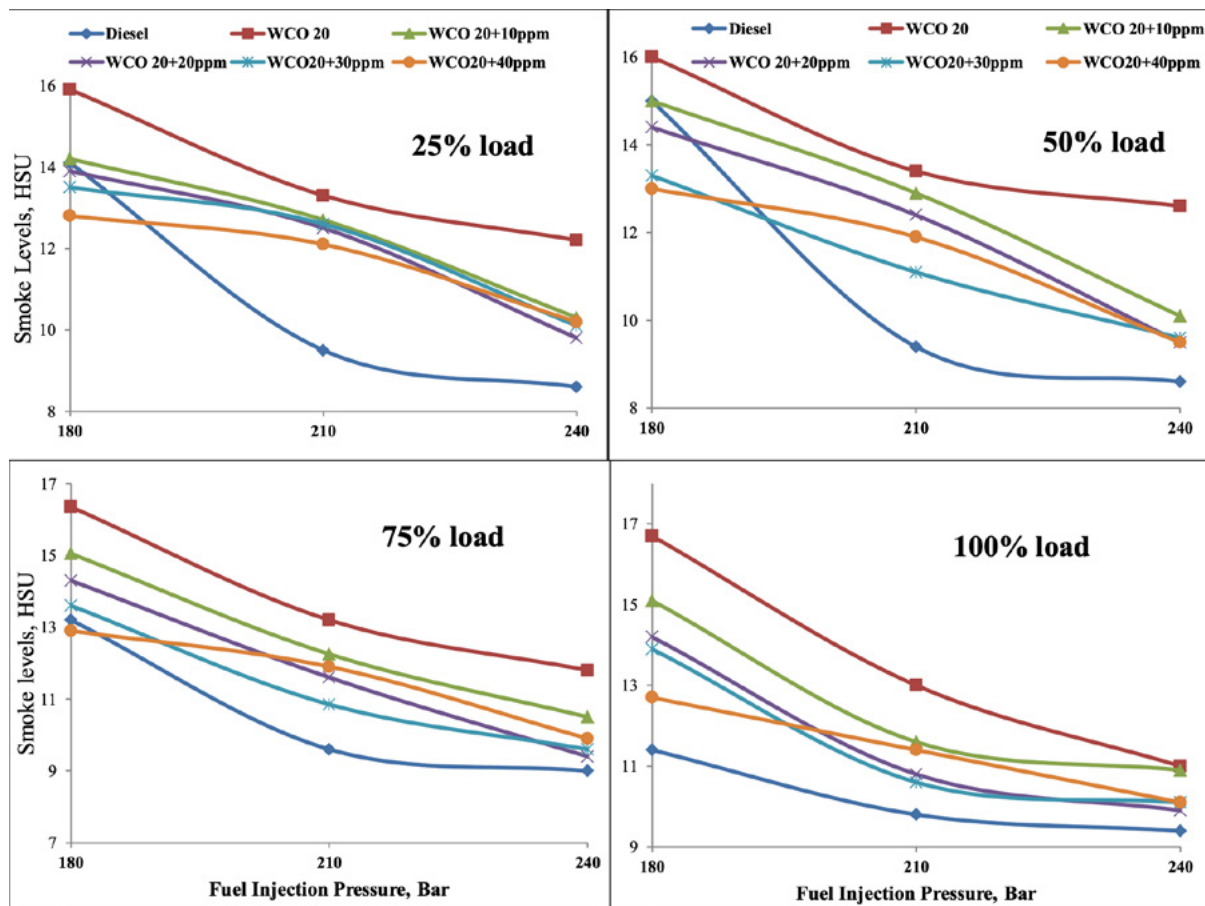 Diesel WCO 20 WCO 20+10ppm
WCO 20+20ppm WCO20+30ppm WCO20+40ppm
16
14
12
10
8
180 210 240
Smoke Levels, HSU
25% load
Diesel WCO 20 WCO 20+10ppm
WCO 20+20ppm WCO20+30ppm WCO20+40ppm
16
14
12
10
8
180 210 240
50% load
17
15
13
11
9
7
180 210 240
Smoke levels, HSU
75% load
Fuel Injection Pressure, Bar
17
15
13
11
9
180 210 240
100% load
Fuel Injection Pressure, Bar